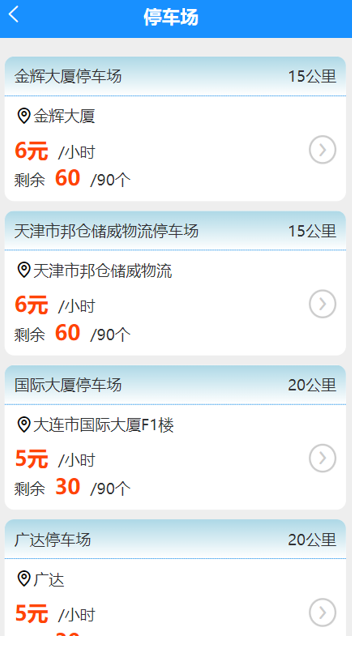 停车场
金辉大厦停车场 15公里
金辉大厦
6元 /小时
剩余 60 /90个
天津市邦仓储威物流停车场 15公里
天津市邦仓储威物流
6元 /小时
剩余 60 /90个
国际大厦停车场 20公里
大连市国际大厦F1楼
5元 /小时
剩余 30 /90个
广达停车场 20公里
广达
5元 /小时